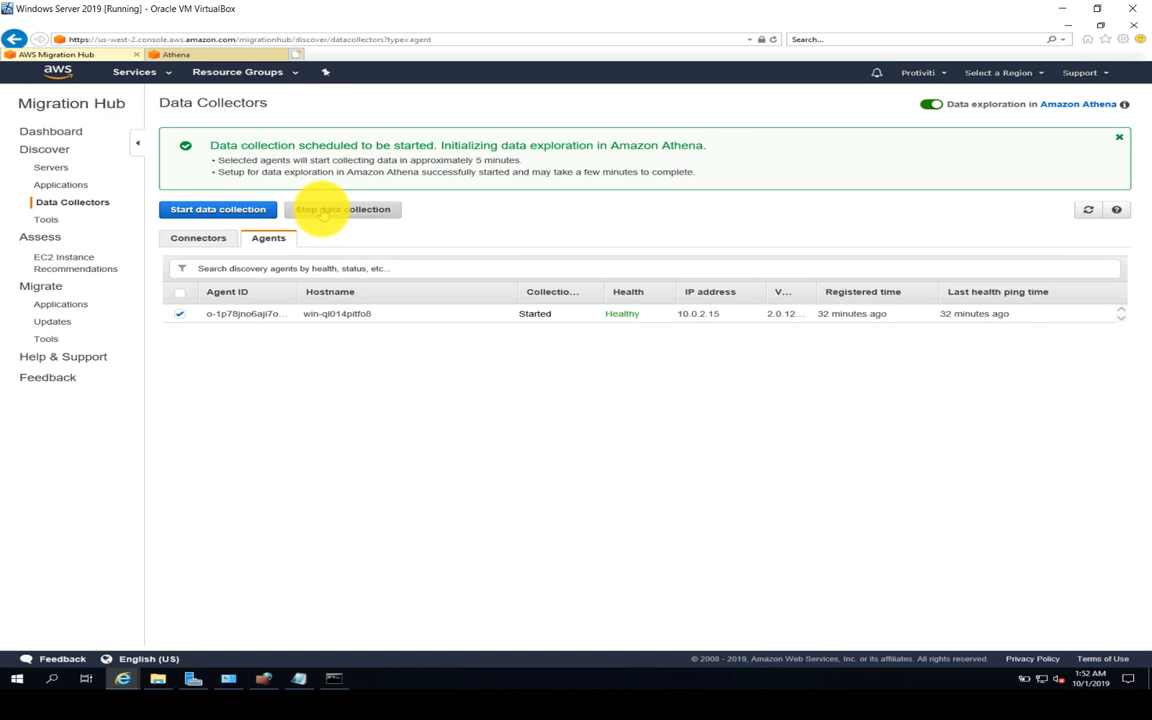 Windows Server 2019 [Running] - Oracle VM VirtualBox
https://us-west-2.console.aws.amazon.com/migrationhub/discover/datacollectors?type=agent
Search...
AWS Migration Hub
Athena
aws
Services
Resource Groups
Protiviti
Select a Region
Support
Migration Hub
Dashboard
Discover
Servers
Applications
Data Collectors
Tools
Assess
EC2 Instance
Recommendations
Migrate
Applications
Updates
Tools
Help & Support
Feedback
Data Collectors
Data exploration in Amazon Athena
Data collection scheduled to be started. Initializing data exploration in Amazon Athena.
• Selected agents will start collecting data in approximately 5 minutes.
• Setup for data exploration in Amazon Athena successfully started and may take a few minutes to complete.
Start data collection
Stop data collection
Connectors
Agents
Search discovery agents by health, status, etc...
Agent ID Hostname Collectio... Health IP address V... Registered time Last health ping time
o-1p78jno6aji7o... win-ql014pitfo8 Started Healthy 10.0.2.15 2.0.12... 32 minutes ago 32 minutes ago
Feedback English (US)
© 2008 - 2019, Amazon Web Services, Inc. or its affiliates. All rights reserved. Privacy Policy Terms of Use
1:52 AM
10/1/2019